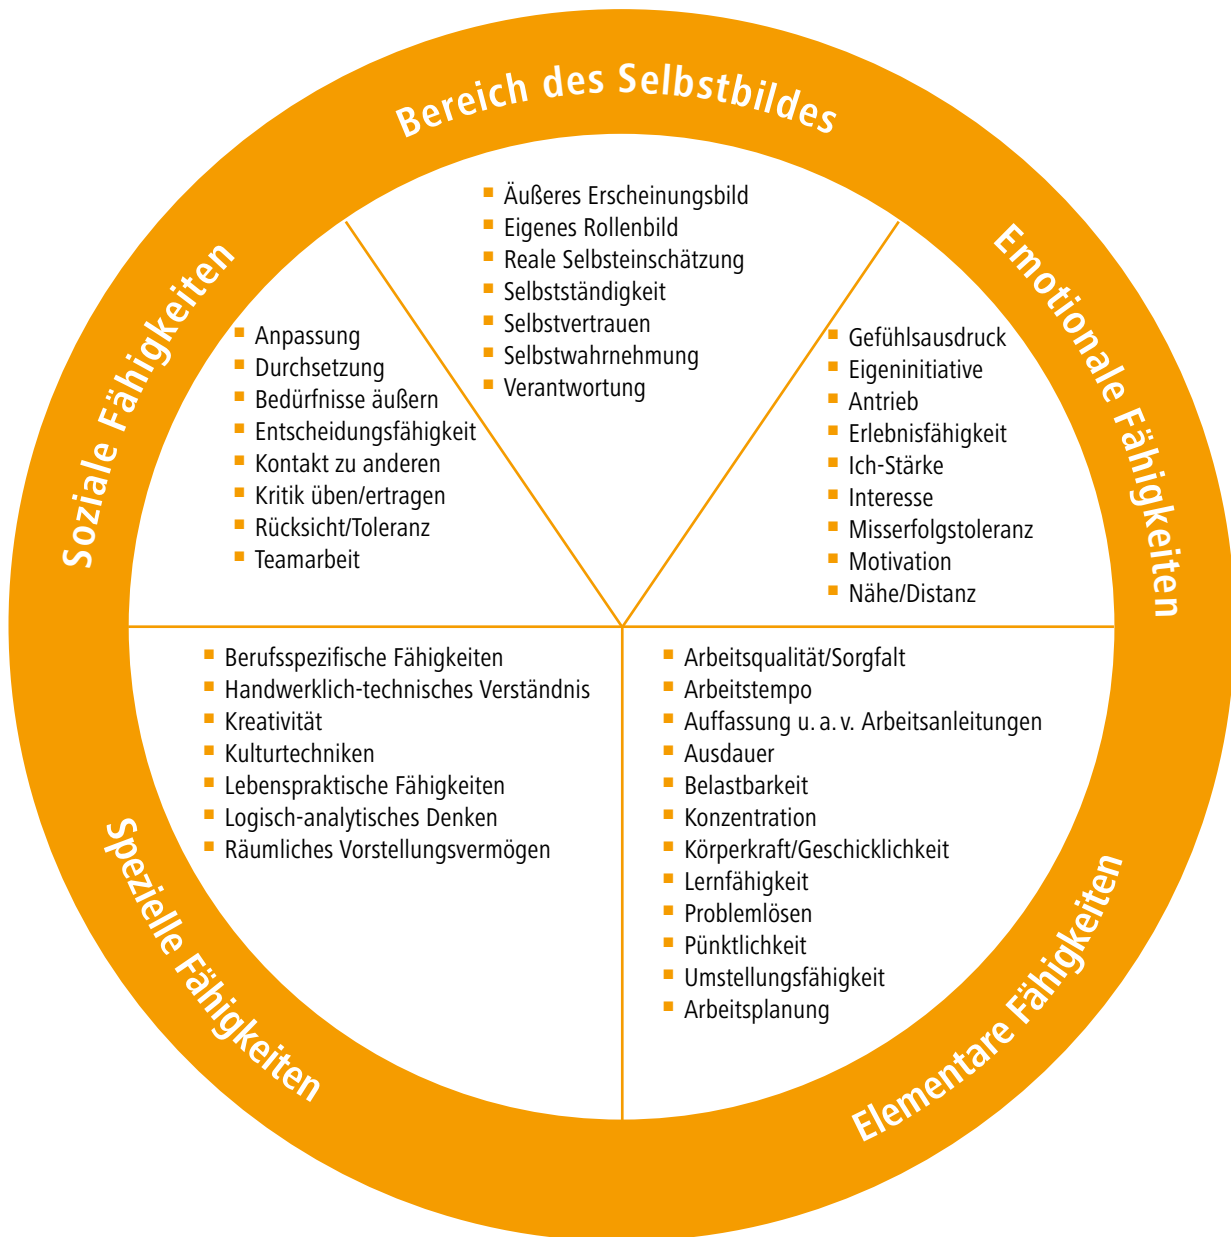 Bereich des Selbstbildes
Äußeres Erscheinungsbild
Eigenes Rollenbild
Reale Selbsteinschätzung
Selbstständigkeit
Selbstvertrauen
Selbstwahrnehmung
Verantwortung
Emotionale Fähigkeiten
Gefühlsausdruck
Eigeninitiative
Antrieb
Erlebnisfähigkeit
Ich-Stärke
Interesse
Misserfolgstoleranz
Motivation
Nähe/Distanz
Elementare Fähigkeiten
Arbeitsqualität/Sorgfalt
Arbeitstempo
Auffassung u. a. v. Arbeitsanleitungen
Ausdauer
Belastbarkeit
Konzentration
Körperkraft/Geschicklichkeit
Lernfähigkeit
Problemlösen
Pünktlichkeit
Umstellungsfähigkeit
Arbeitsplanung
Spezielle Fähigkeiten
Berufsspezifische Fähigkeiten
Handwerklich-technisches Verständnis
Kreativität
Kulturtechniken
Lebenspraktische Fähigkeiten
Logisch-analytisches Denken
Räumliches Vorstellungsvermögen
Soziale Fähigkeiten
Anpassung
Durchsetzung
Bedürfnisse äußern
Entscheidungsfähigkeit
Kontakt zu anderen
Kritik üben/ertragen
Rücksicht/Toleranz
Teamarbeit